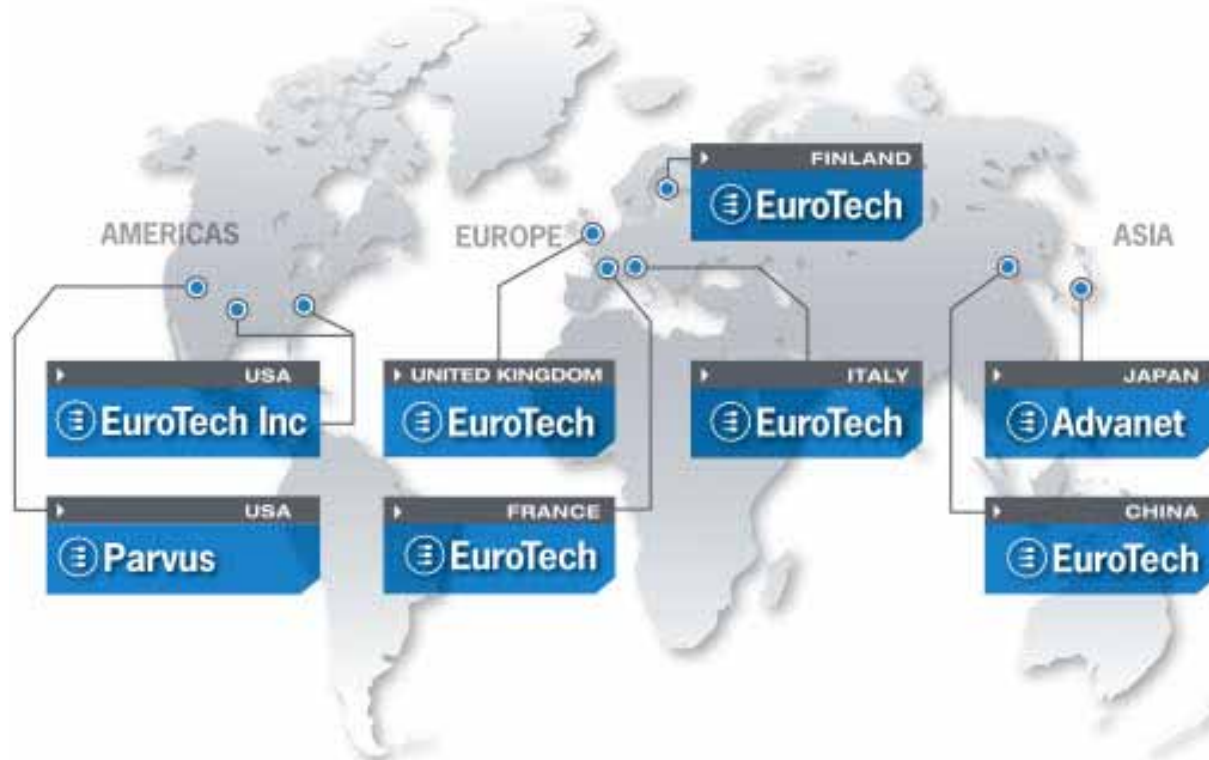 FINLAND
EuroTech
AMERICAS
EUROPE
ASIA
USA
EuroTech Inc
UNITED KINGDOM
EuroTech
ITALY
EuroTech
JAPAN
Advanet
USA
Parvus
FRANCE
EuroTech
CHINA
EuroTech